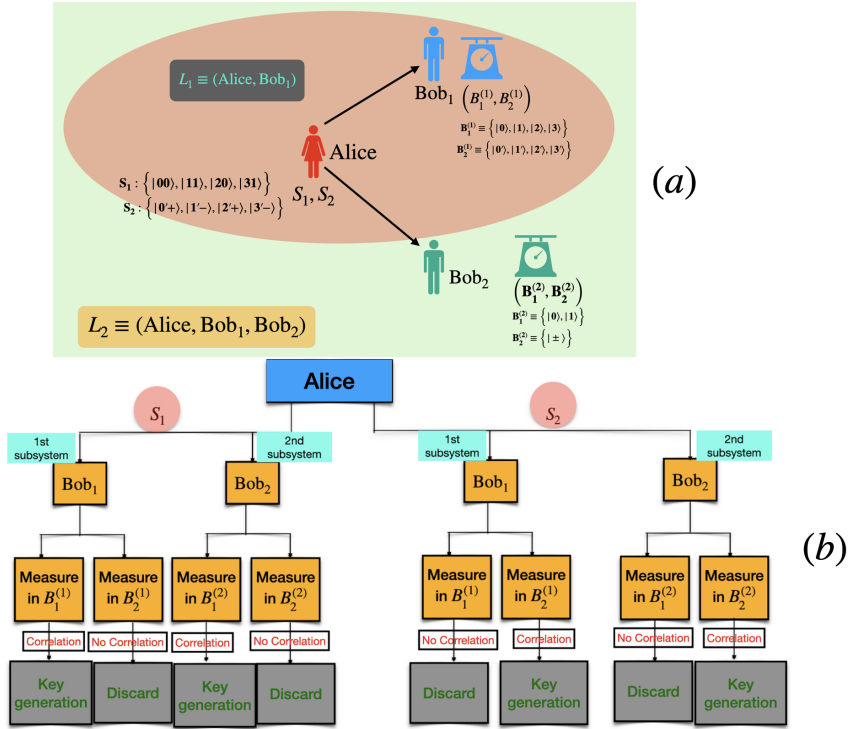 L₁ ≡ (Alice, Bob₁)
Bob₁ (B₁⁽¹⁾, B₂⁽¹⁾)
B₁⁽¹⁾ ≡ {|0⟩, |1⟩, |2⟩, |3⟩}
B₂⁽¹⁾ ≡ {|0′⟩, |1′⟩, |2′⟩, |3′⟩}
Alice
S₁ : {|00⟩, |11⟩, |20⟩, |31⟩}
S₁, S₂
S₂ : {|0′+⟩, |1′−⟩, |2′+⟩, |3′−⟩}
(a)
Bob₂
(B₁⁽²⁾, B₂⁽²⁾)
B₁⁽²⁾ ≡ {|0⟩, |1⟩}
B₂⁽²⁾ ≡ {| ± ⟩}
L₂ ≡ (Alice, Bob₁, Bob₂)
Alice
S₁
S₂
1st
subsystem
2nd
subsystem
1st
subsystem
2nd
subsystem
Bob₁
Bob₂
Bob₁
Bob₂
(b)
Measure
in B₁⁽¹⁾
Measure
in B₂⁽¹⁾
Measure
in B₁⁽²⁾
Measure
in B₂⁽²⁾
Measure
in B₁⁽¹⁾
Measure
in B₂⁽¹⁾
Measure
in B₁⁽²⁾
Measure
in B₂⁽²⁾
Correlation
No Correlation
Correlation
No Correlation
No Correlation
Correlation
No Correlation
Correlation
Key
generation
Discard
Key
generation
Discard
Discard
Key
generation
Discard
Key
generation